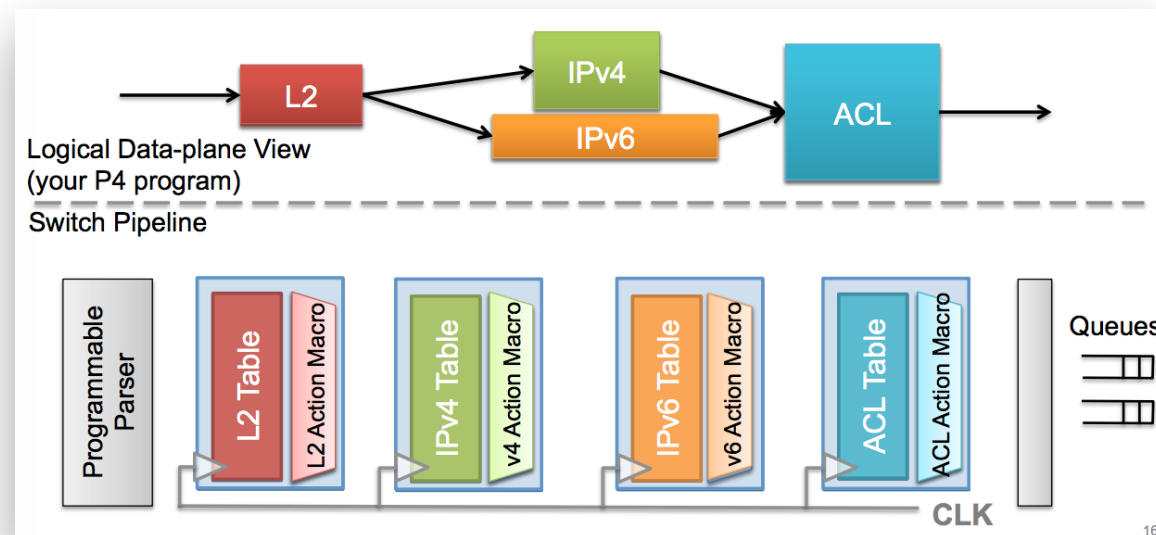 L2
IPv4
IPv6
ACL
Logical Data-plane View
(your P4 program)
Switch Pipeline
Programmable
Parser
L2 Table
L2 Action Macro
IPv4 Table
v4 Action Macro
IPv6 Table
v6 Action Macro
ACL Table
ACL Action Macro
Queues
CLK
16